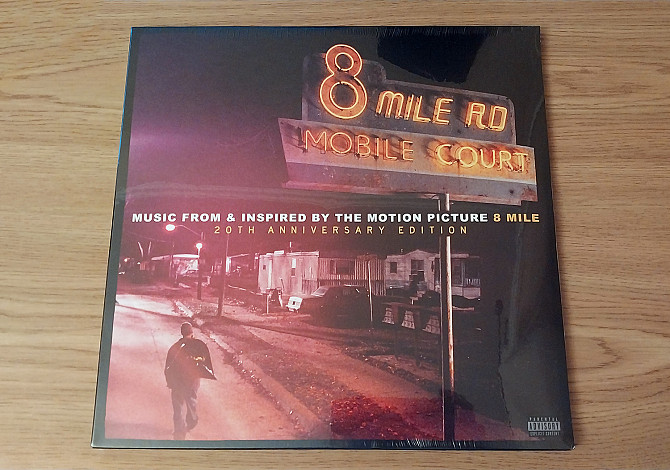 8 MILE RD
MOBILE COURT
MUSIC FROM & INSPIRED BY THE MOTION PICTURE 8 MILE
20TH ANNIVERSARY EDITION
PARENTAL
ADVISORY
EXPLICIT CONTENT